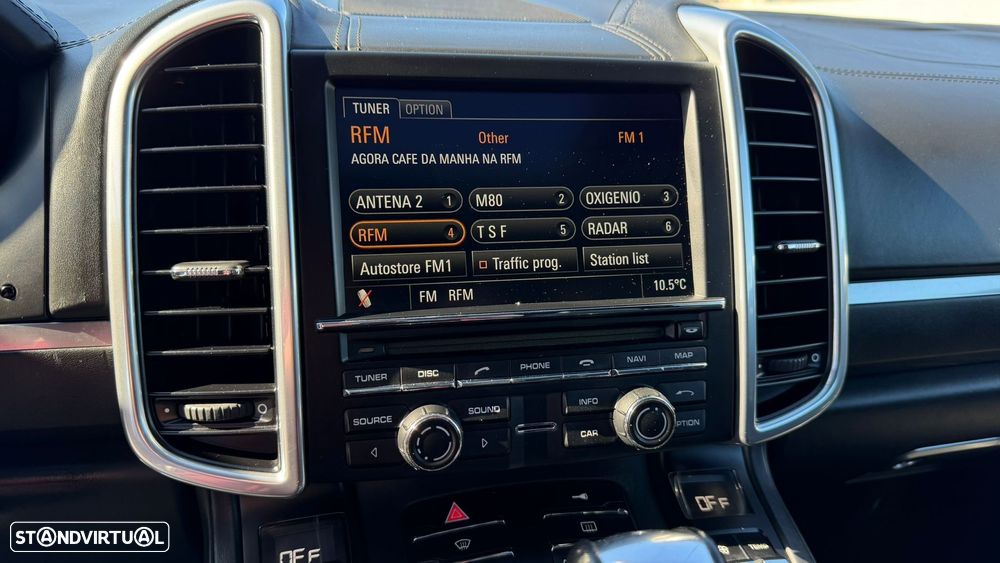 TUNER OPTION
RFM Other FM 1
AGORA CAFE DA MANHA NA RFM
ANTENA 2 1 M80 2 OXIGENIO 3
RFM 4 T S F 5 RADAR 6
Autostore FM1 Traffic prog. Station list
FM RFM 10.5°C
TUNER DISC PHONE NAVI MAP
SOURCE SOUND INFO
CAR OPTION
OFF
OFF
TEMP
STANDVIRTUAL